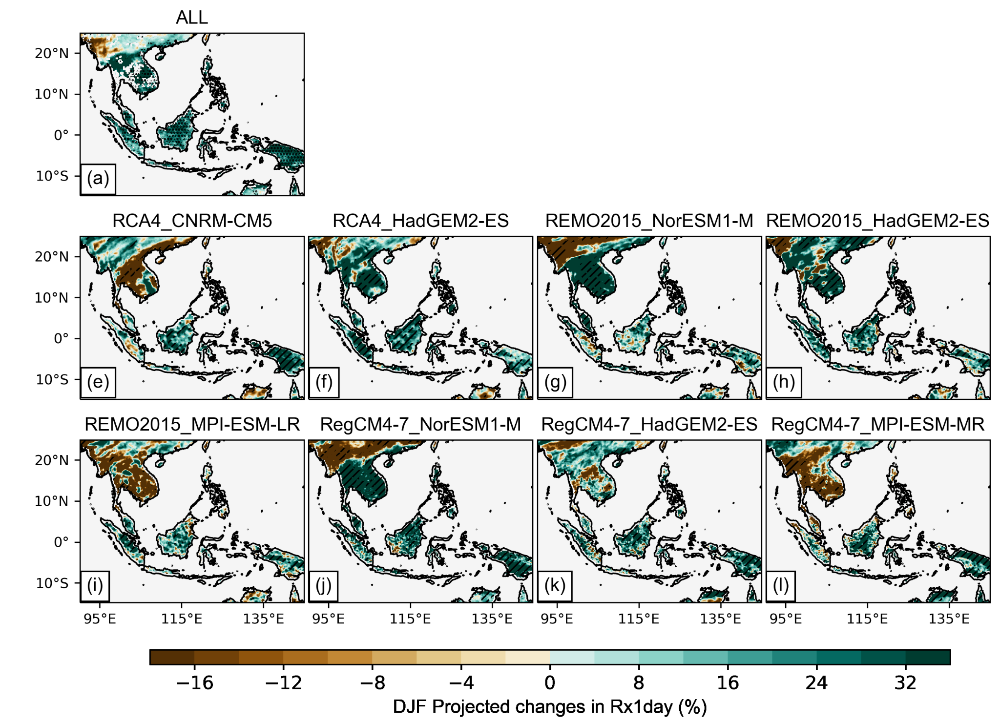 ALL
20°N
10°N
0°
10°S
(a)
RCA4_CNRM-CM5 RCA4_HadGEM2-ES REMO2015_NorESM1-M REMO2015_HadGEM2-ES
20°N
10°N
0°
10°S
(e) (f) (g) (h)
REMO2015_MPI-ESM-LR RegCM4-7_NorESM1-M RegCM4-7_HadGEM2-ES RegCM4-7_MPI-ESM-MR
20°N
10°N
0°
10°S
(i) (j) (k) (l)
95°E 115°E 135°E 95°E 115°E 135°E 95°E 115°E 135°E 95°E 115°E 135°E
−16 −12 −8 −4 0 8 16 24 32
DJF Projected changes in Rx1day (%)